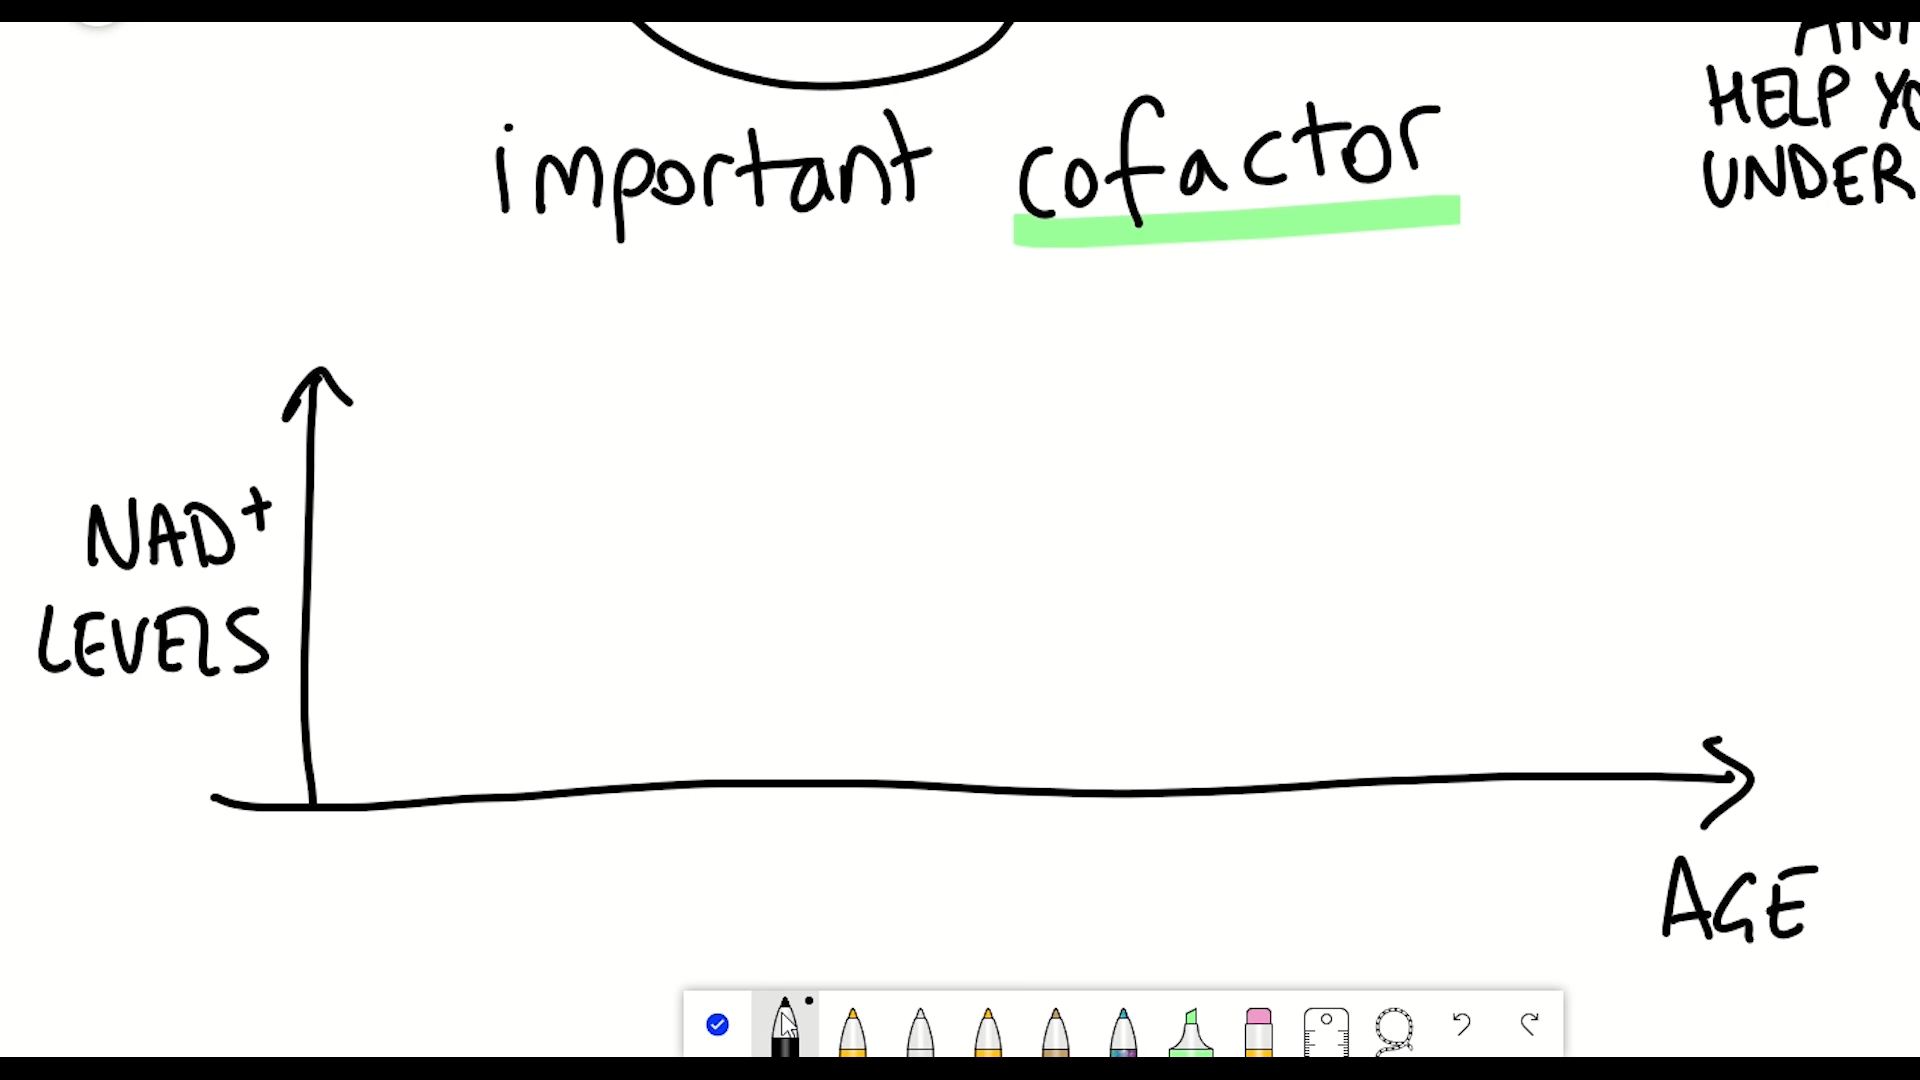 HELP
UNDER
important cofactor
NAD+
LEVELS
AGE